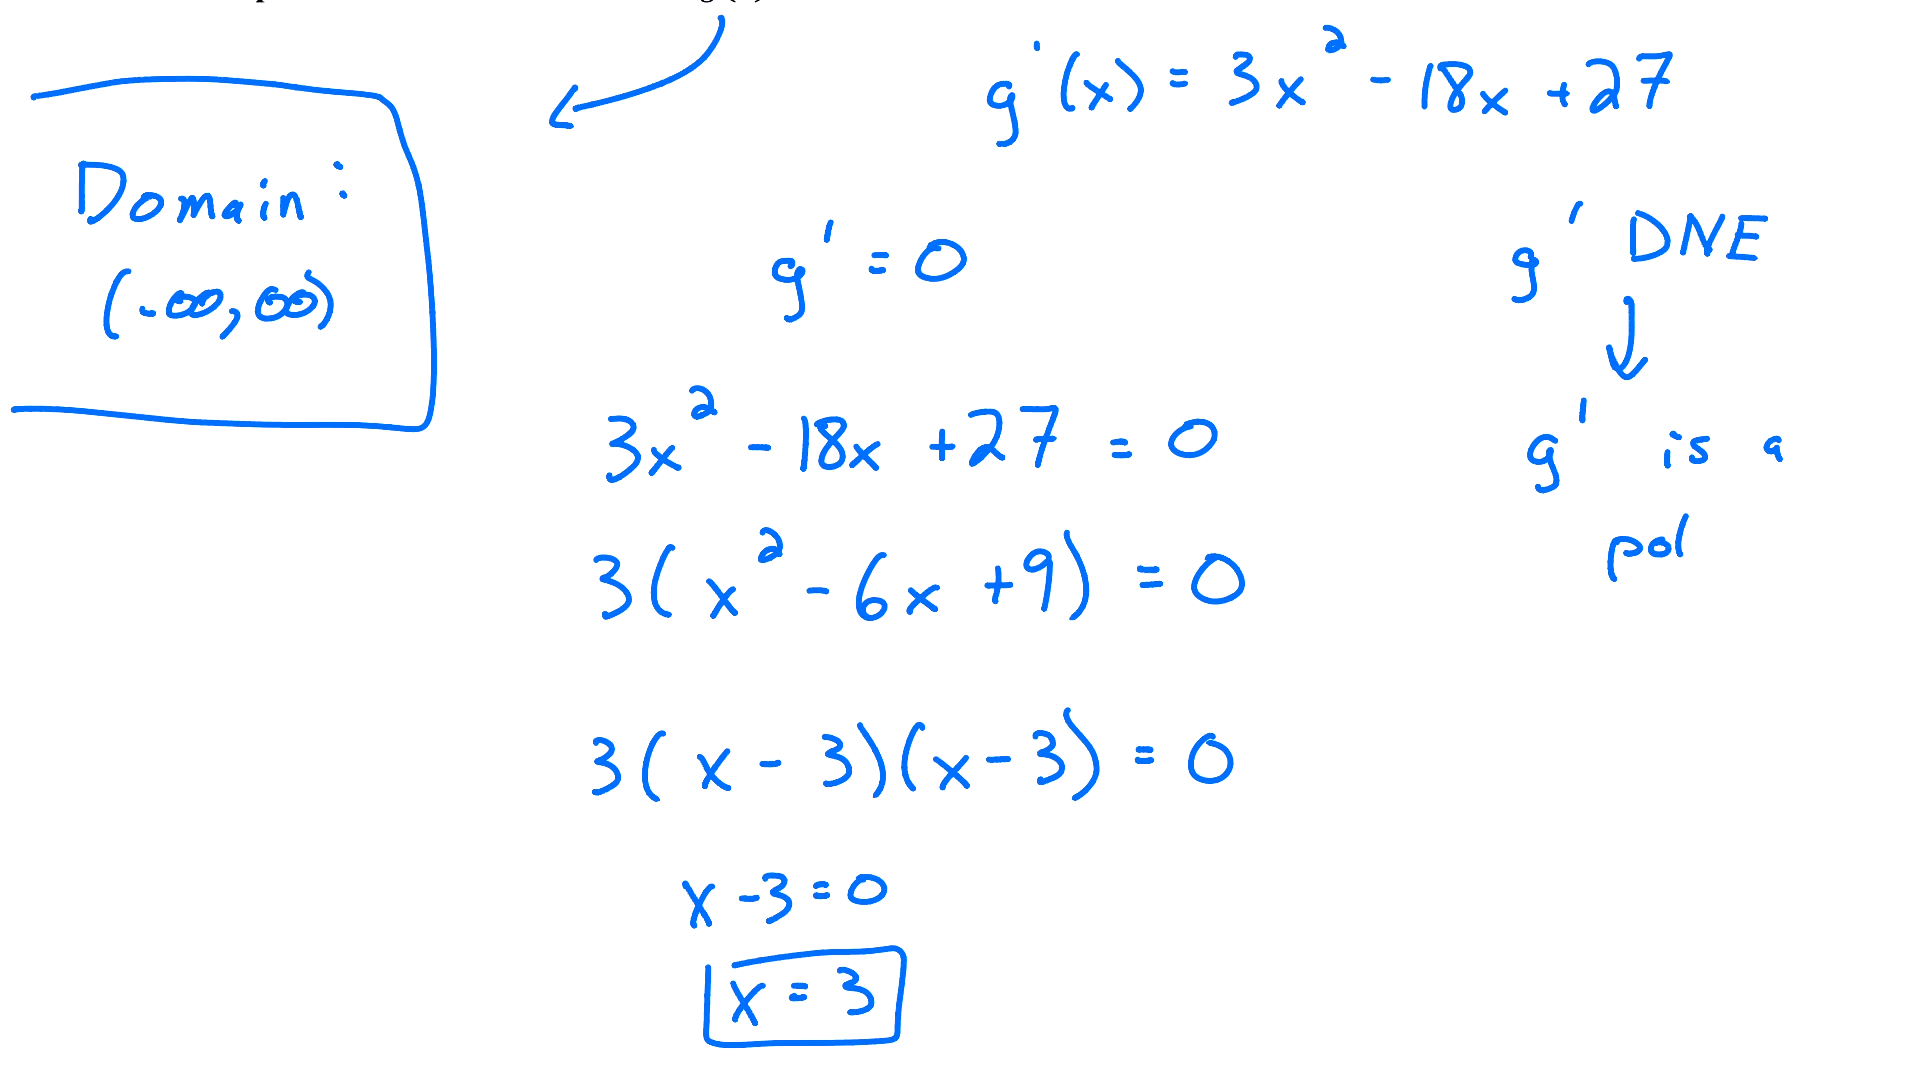 g'(x) = 3x² - 18x + 27
Domain:
(-∞, ∞)
g' = 0
g' DNE
3x² - 18x + 27 = 0
g' is a
pol
3(x² - 6x + 9) = 0
3(x - 3)(x - 3) = 0
x - 3 = 0
x = 3